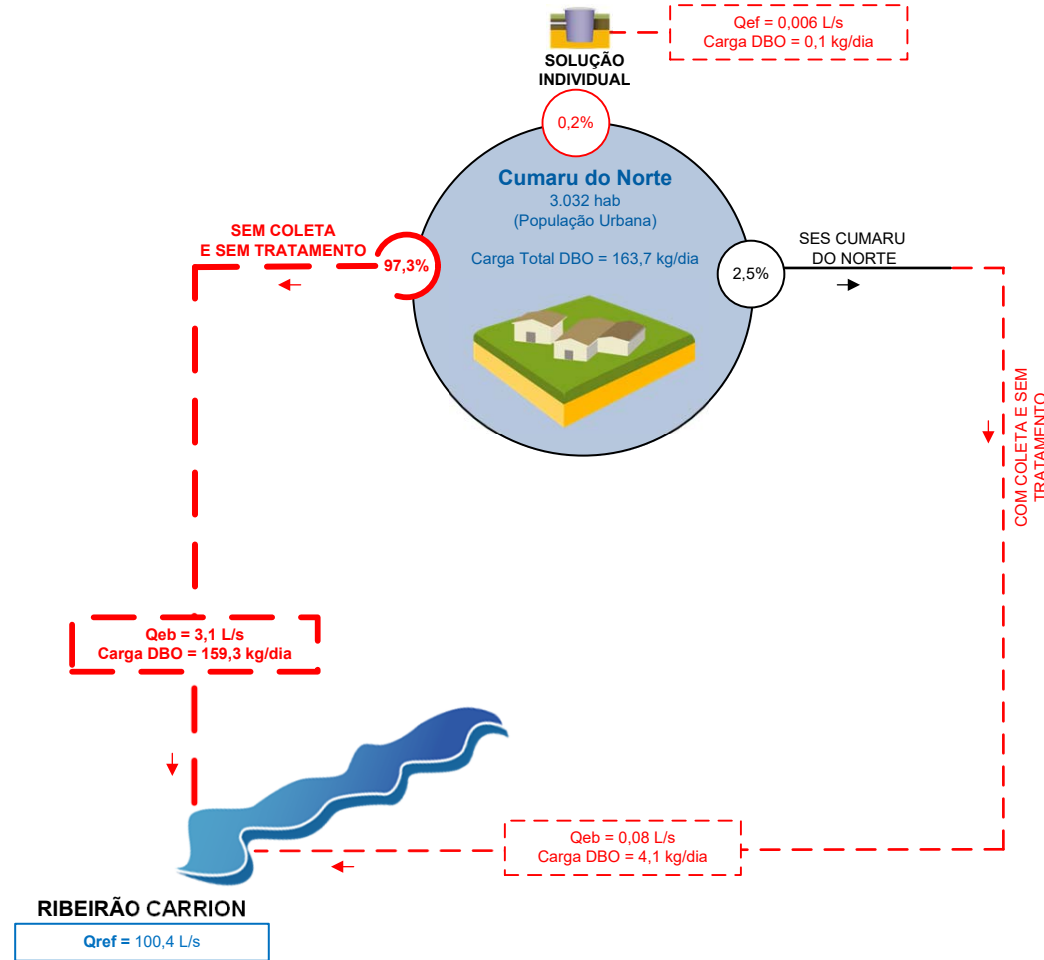 Qef = 0,006 L/s
Carga DBO = 0,1 kg/dia
SOLUÇÃO
INDIVIDUAL
0,2%
Cumaru do Norte
3.032 hab
(População Urbana)
Carga Total DBO = 163,7 kg/dia
SEM COLETA
E SEM TRATAMENTO
97,3%
2,5%
SES CUMARU
DO NORTE
COM COLETA E SEM
TRATAMENTO
Qeb = 3,1 L/s
Carga DBO = 159,3 kg/dia
Qeb = 0,08 L/s
Carga DBO = 4,1 kg/dia
RIBEIRÃO CARRION
Qref = 100,4 L/s